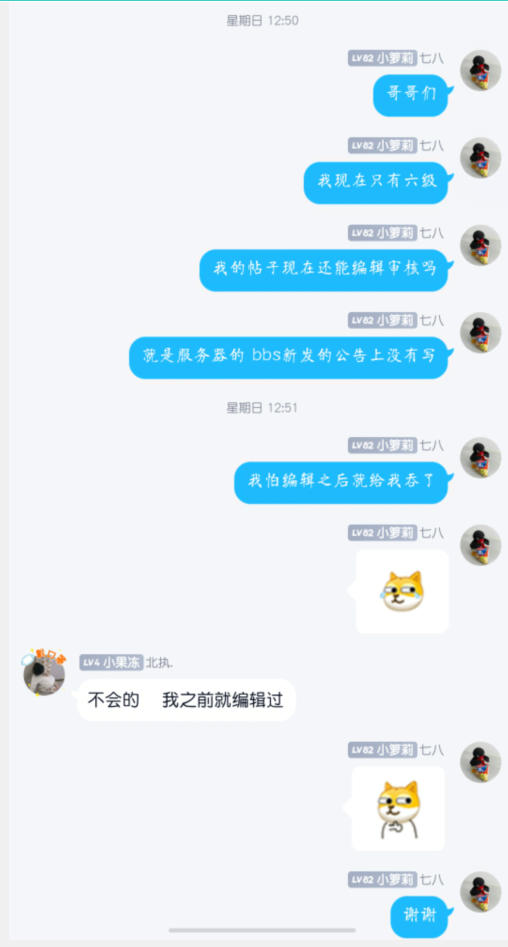 星期日 12:50
LV82 小萝莉 七八
哥哥们
LV82 小萝莉 七八
我现在只有六级
LV82 小萝莉 七八
我的帖子现在还能编辑审核吗
LV82 小萝莉 七八
就是服务器的 bbs新发的公告上没有写
星期日 12:51
LV82 小萝莉 七八
我怕编辑之后就给我吞了
LV82 小萝莉 七八
LV4 小果冻 北执.
不会的 我之前就编辑过
LV82 小萝莉 七八
LV82 小萝莉 七八
谢谢